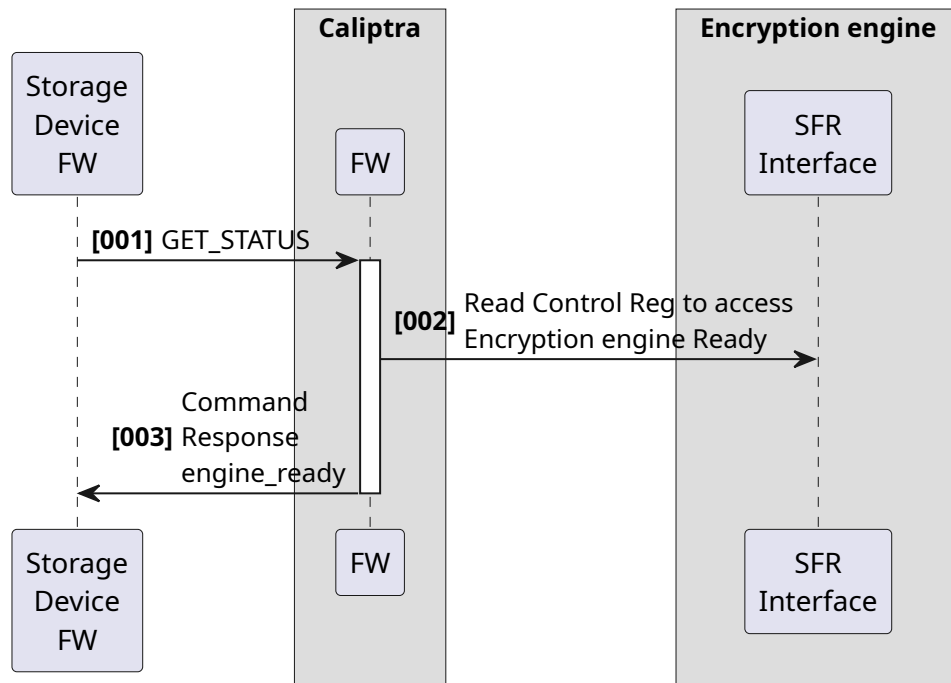 Caliptra
Encryption engine
Storage
Device
FW
FW
SFR
Interface
[001] GET_STATUS
[002] Read Control Reg to access
Encryption engine Ready
Command
[003] Response
engine_ready
Storage
Device
FW
FW
SFR
Interface